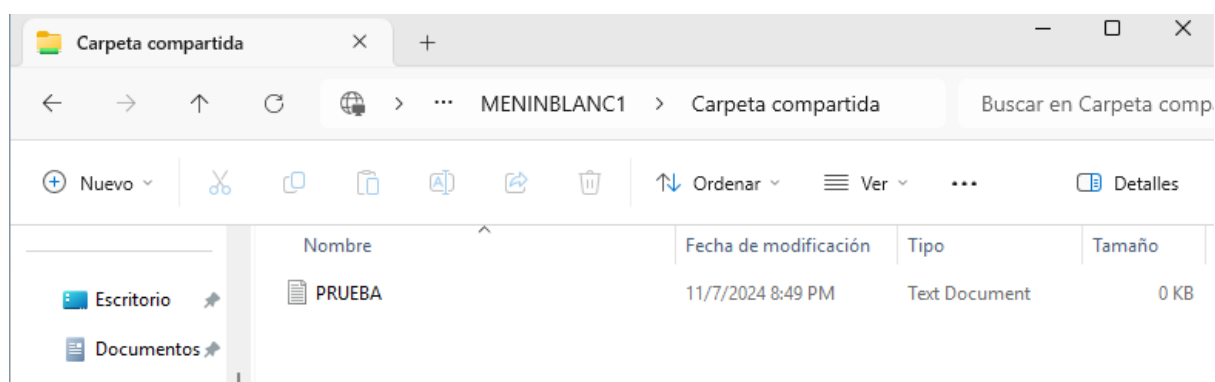 Carpeta compartida
MENINBLANC1 > Carpeta compartida Buscar en Carpeta comp
Nuevo Ordenar Ver ... Detalles
Nombre Fecha de modificación Tipo Tamaño
PRUEBA 11/7/2024 8:49 PM Text Document 0 KB
Escritorio
Documentos